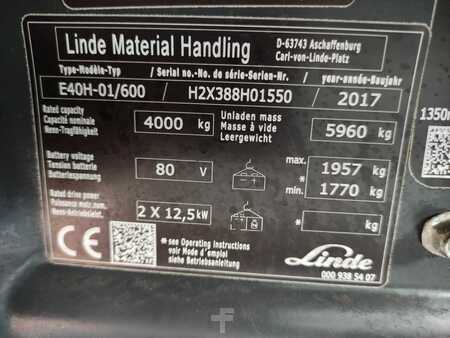 Linde Material Handling
D-63743 Aschaffenburg
Carl-von-Linde-Platz
Type-Modèle-Typ / Serial no.-No. de série-Serien-Nr. / year-année-Baujahr
E40H-01/600 / H2X388H01550 / 2017
Rated capacity
Capacité nominale
Nenn-Tragfähigkeit
4000 kg
Unladen mass
Masse à vide
Leergewicht
5960 kg
Battery voltage
Tension batterie
Batteriespannung
80 V
max. 1957 kg
*
min. 1770 kg
Rated drive power
Puissance motr.nom.
Nenn-Betriebsleist.
2 X 12,5 kW
* kg
CE
* see Operating Instructions
voir Mode d'emploi
siehe Betriebsanleitung
Linde
000 938 54 07
1350